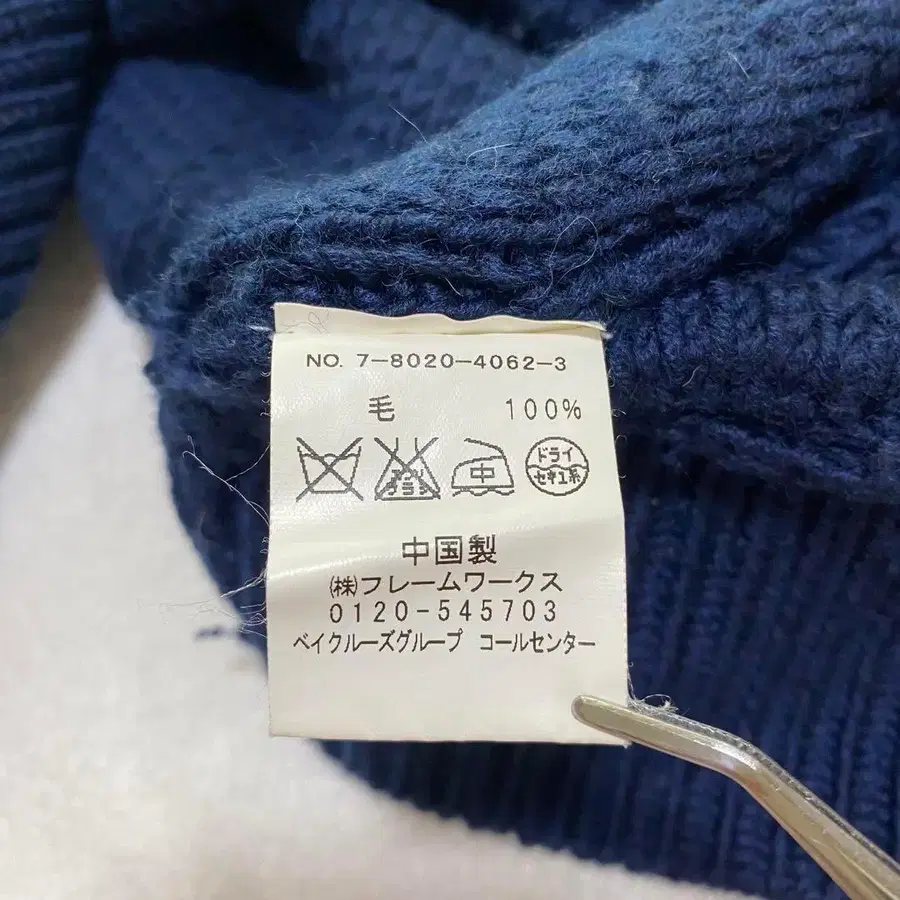 NO. 7-8020-4062-3
毛 100%
中 ドライ
セキユ系
中国製
(株)フレームワークス
0120-545703
ベイクルーズグループ コールセンター